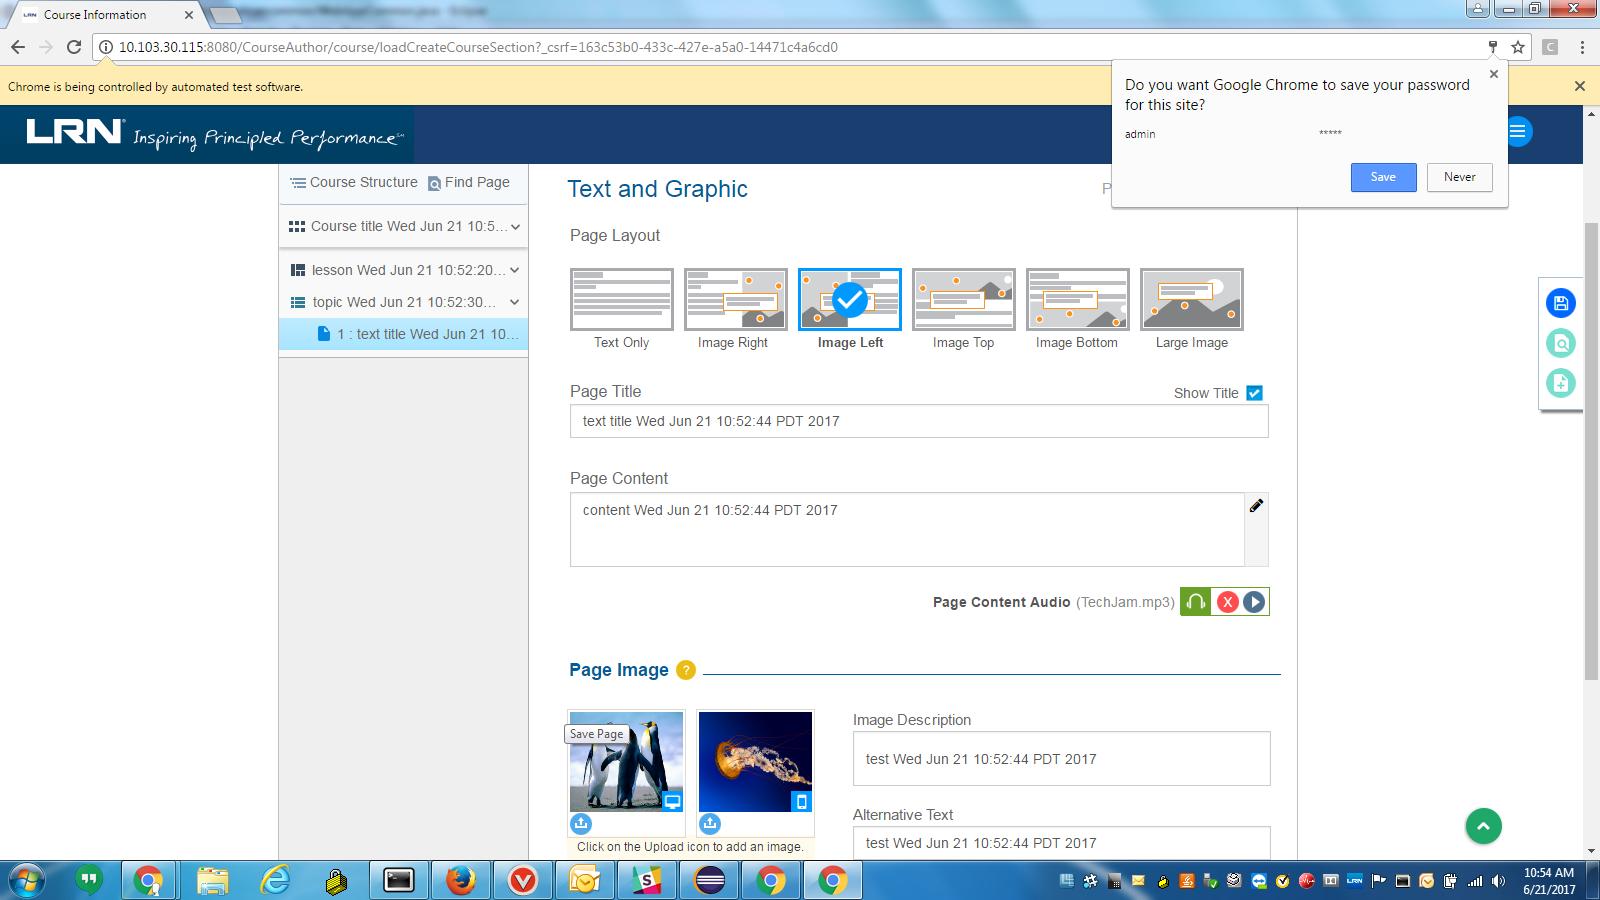 LRN Course Information
10.103.30.115:8080/CourseAuthor/course/loadCreateCourseSection?_csrf=163c53b0-433c-427e-a5a0-14471c4a6cd0
C
Chrome is being controlled by automated test software.
Do you want Google Chrome to save your password
for this site?
admin *****
Save Never
LRN Inspiring Principled Performance
Course Structure Find Page
Course title Wed Jun 21 10:5...
lesson Wed Jun 21 10:52:20...
topic Wed Jun 21 10:52:30...
1 : text title Wed Jun 21 10...
Text and Graphic
P
Page Layout
Text Only Image Right Image Left Image Top Image Bottom Large Image
Page Title Show Title
text title Wed Jun 21 10:52:44 PDT 2017
Page Content
content Wed Jun 21 10:52:44 PDT 2017
Page Content Audio (TechJam.mp3) X
Page Image ?
Save Page
Click on the Upload icon to add an image.
Image Description
test Wed Jun 21 10:52:44 PDT 2017
Alternative Text
test Wed Jun 21 10:52:44 PDT 2017
10:54 AM
6/21/2017